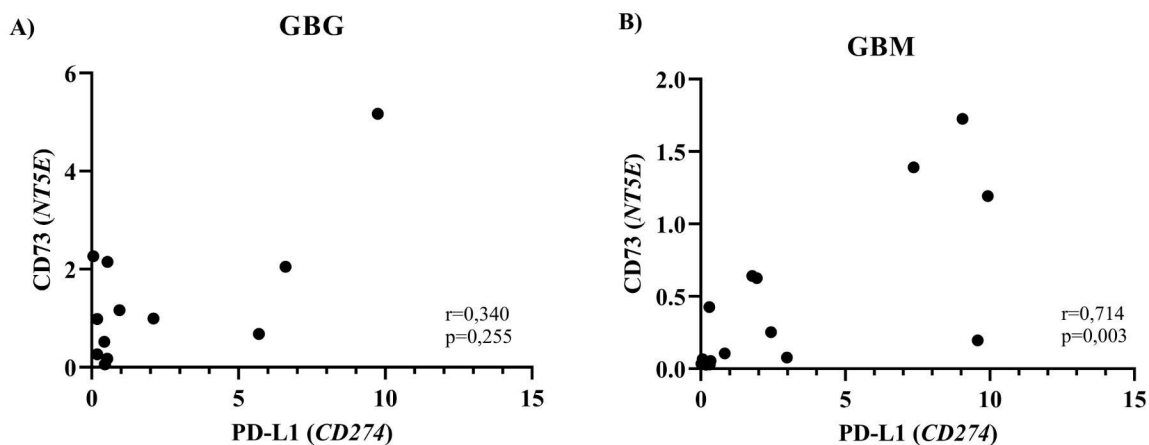 A)
GBG
6
4
2
0
CD73 (NT5E)
0
5
10
15
PD-L1 (CD274)
r=0,340
p=0,255
B)
GBM
2.0
1.5
1.0
0.5
0.0
CD73 (NT5E)
0
5
10
15
PD-L1 (CD274)
r=0,714
p=0,003